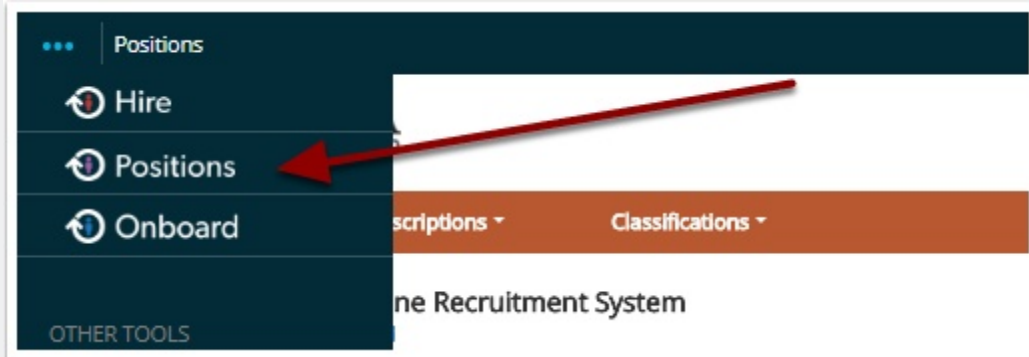 ••• Positions
Hire
Positions
Onboard
scriptions Classifications
ne Recruitment System
OTHER TOOLS